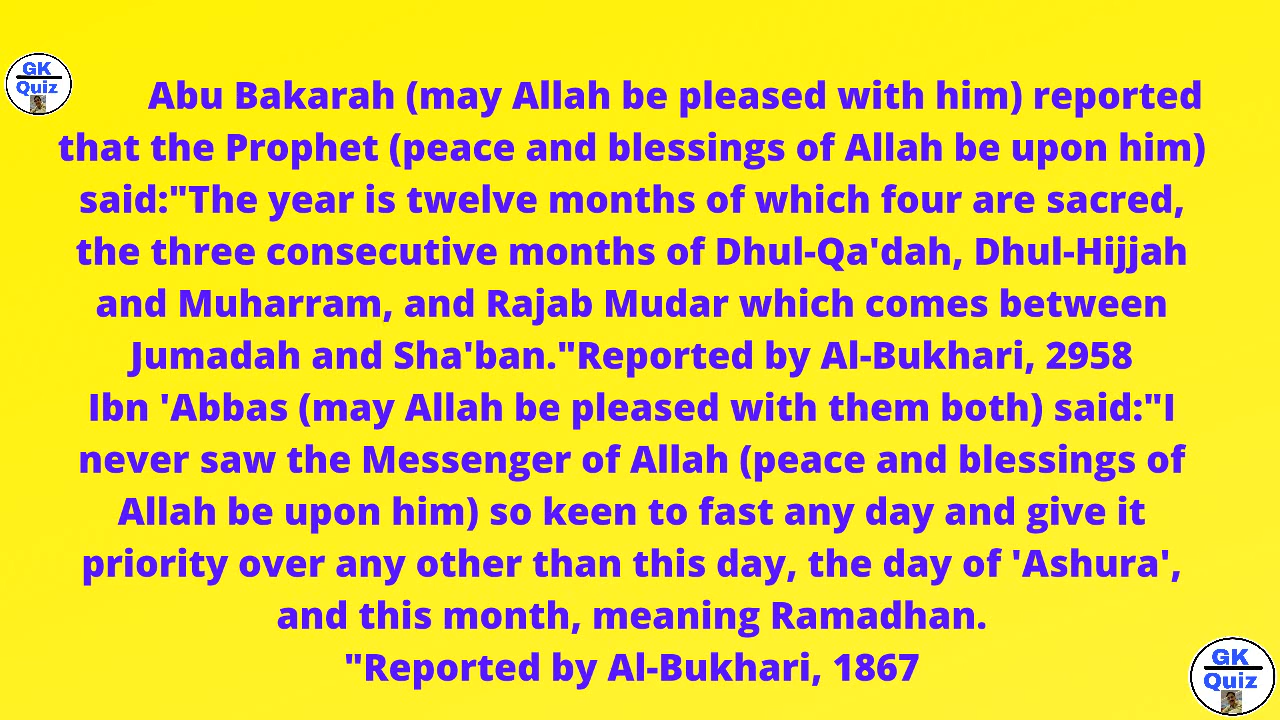 GK
Quiz
Abu Bakarah (may Allah be pleased with him) reported
that the Prophet (peace and blessings of Allah be upon him)
said:"The year is twelve months of which four are sacred,
the three consecutive months of Dhul-Qa'dah, Dhul-Hijjah
and Muharram, and Rajab Mudar which comes between
Jumadah and Sha'ban."Reported by Al-Bukhari, 2958
Ibn 'Abbas (may Allah be pleased with them both) said:"I
never saw the Messenger of Allah (peace and blessings of
Allah be upon him) so keen to fast any day and give it
priority over any other than this day, the day of 'Ashura',
and this month, meaning Ramadhan.
"Reported by Al-Bukhari, 1867
GK
Quiz